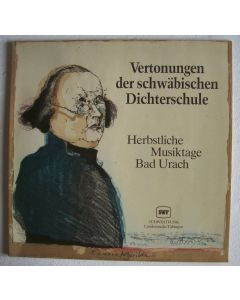 Vertonungen
der schwäbischen
Dichterschule
Herbstliche
Musiktage
Bad Urach
SWF